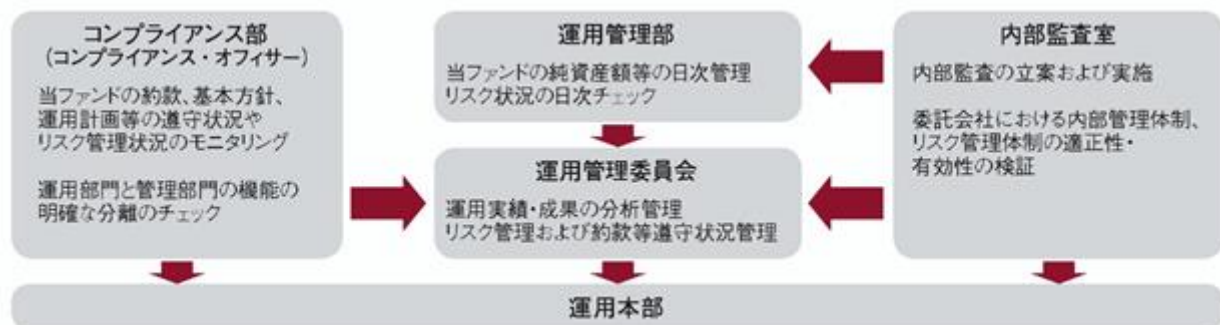 コンプライアンス部
(コンプライアンス・オフィサー)
当ファンドの約款、基本方針、
運用計画等の遵守状況や
リスク管理状況のモニタリング
運用部門と管理部門の機能の
明確な分離のチェック
運用管理部
当ファンドの純資産額等の日次管理
リスク状況の日次チェック
運用管理委員会
運用実績・成果の分析管理
リスク管理および約款等遵守状況管理
内部監査室
内部監査の立案および実施
委託会社における内部管理体制、
リスク管理体制の適正性・
有効性の検証
運用本部